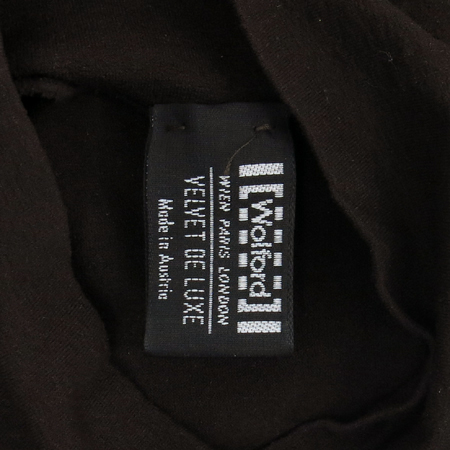 Wolford
WIEN PARIS LONDON
VELVET DE LUXE
Made in Austria